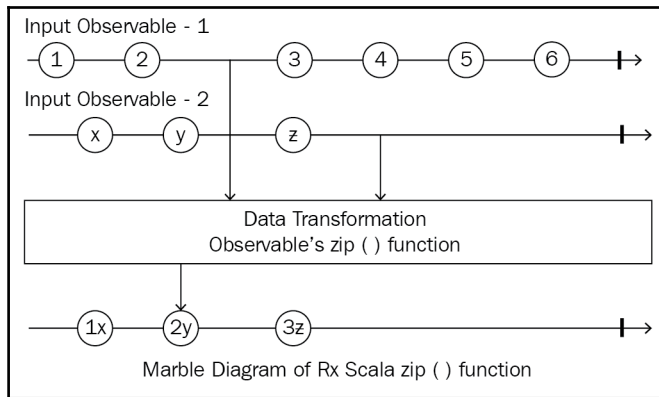 Input Observable - 1
1 2 3 4 5 6
Input Observable - 2
x y z
Data Transformation
Observable's zip ( ) function
1x 2y 3z
Marble Diagram of Rx Scala zip ( ) function